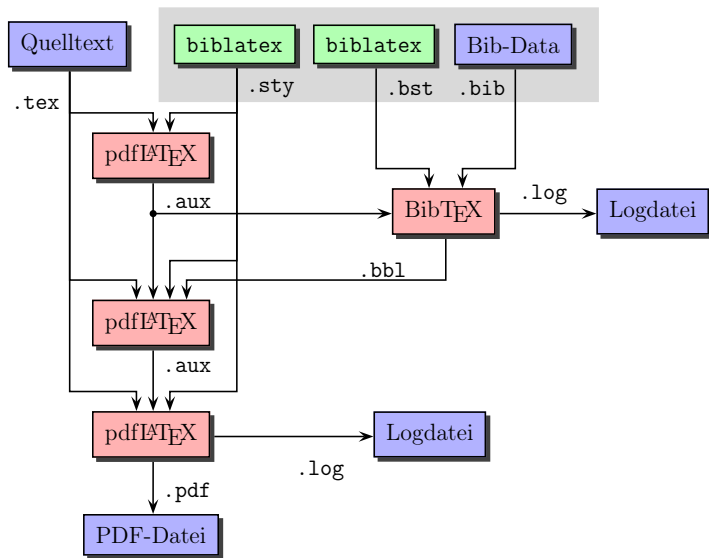 Quelltext
biblatex
biblatex
Bib-Data
.sty
.bst
.bib
.tex
pdfLATEX
.aux
BibTEX
.log
Logdatei
.bbl
pdfLATEX
.aux
pdfLATEX
Logdatei
.log
.pdf
PDF-Datei